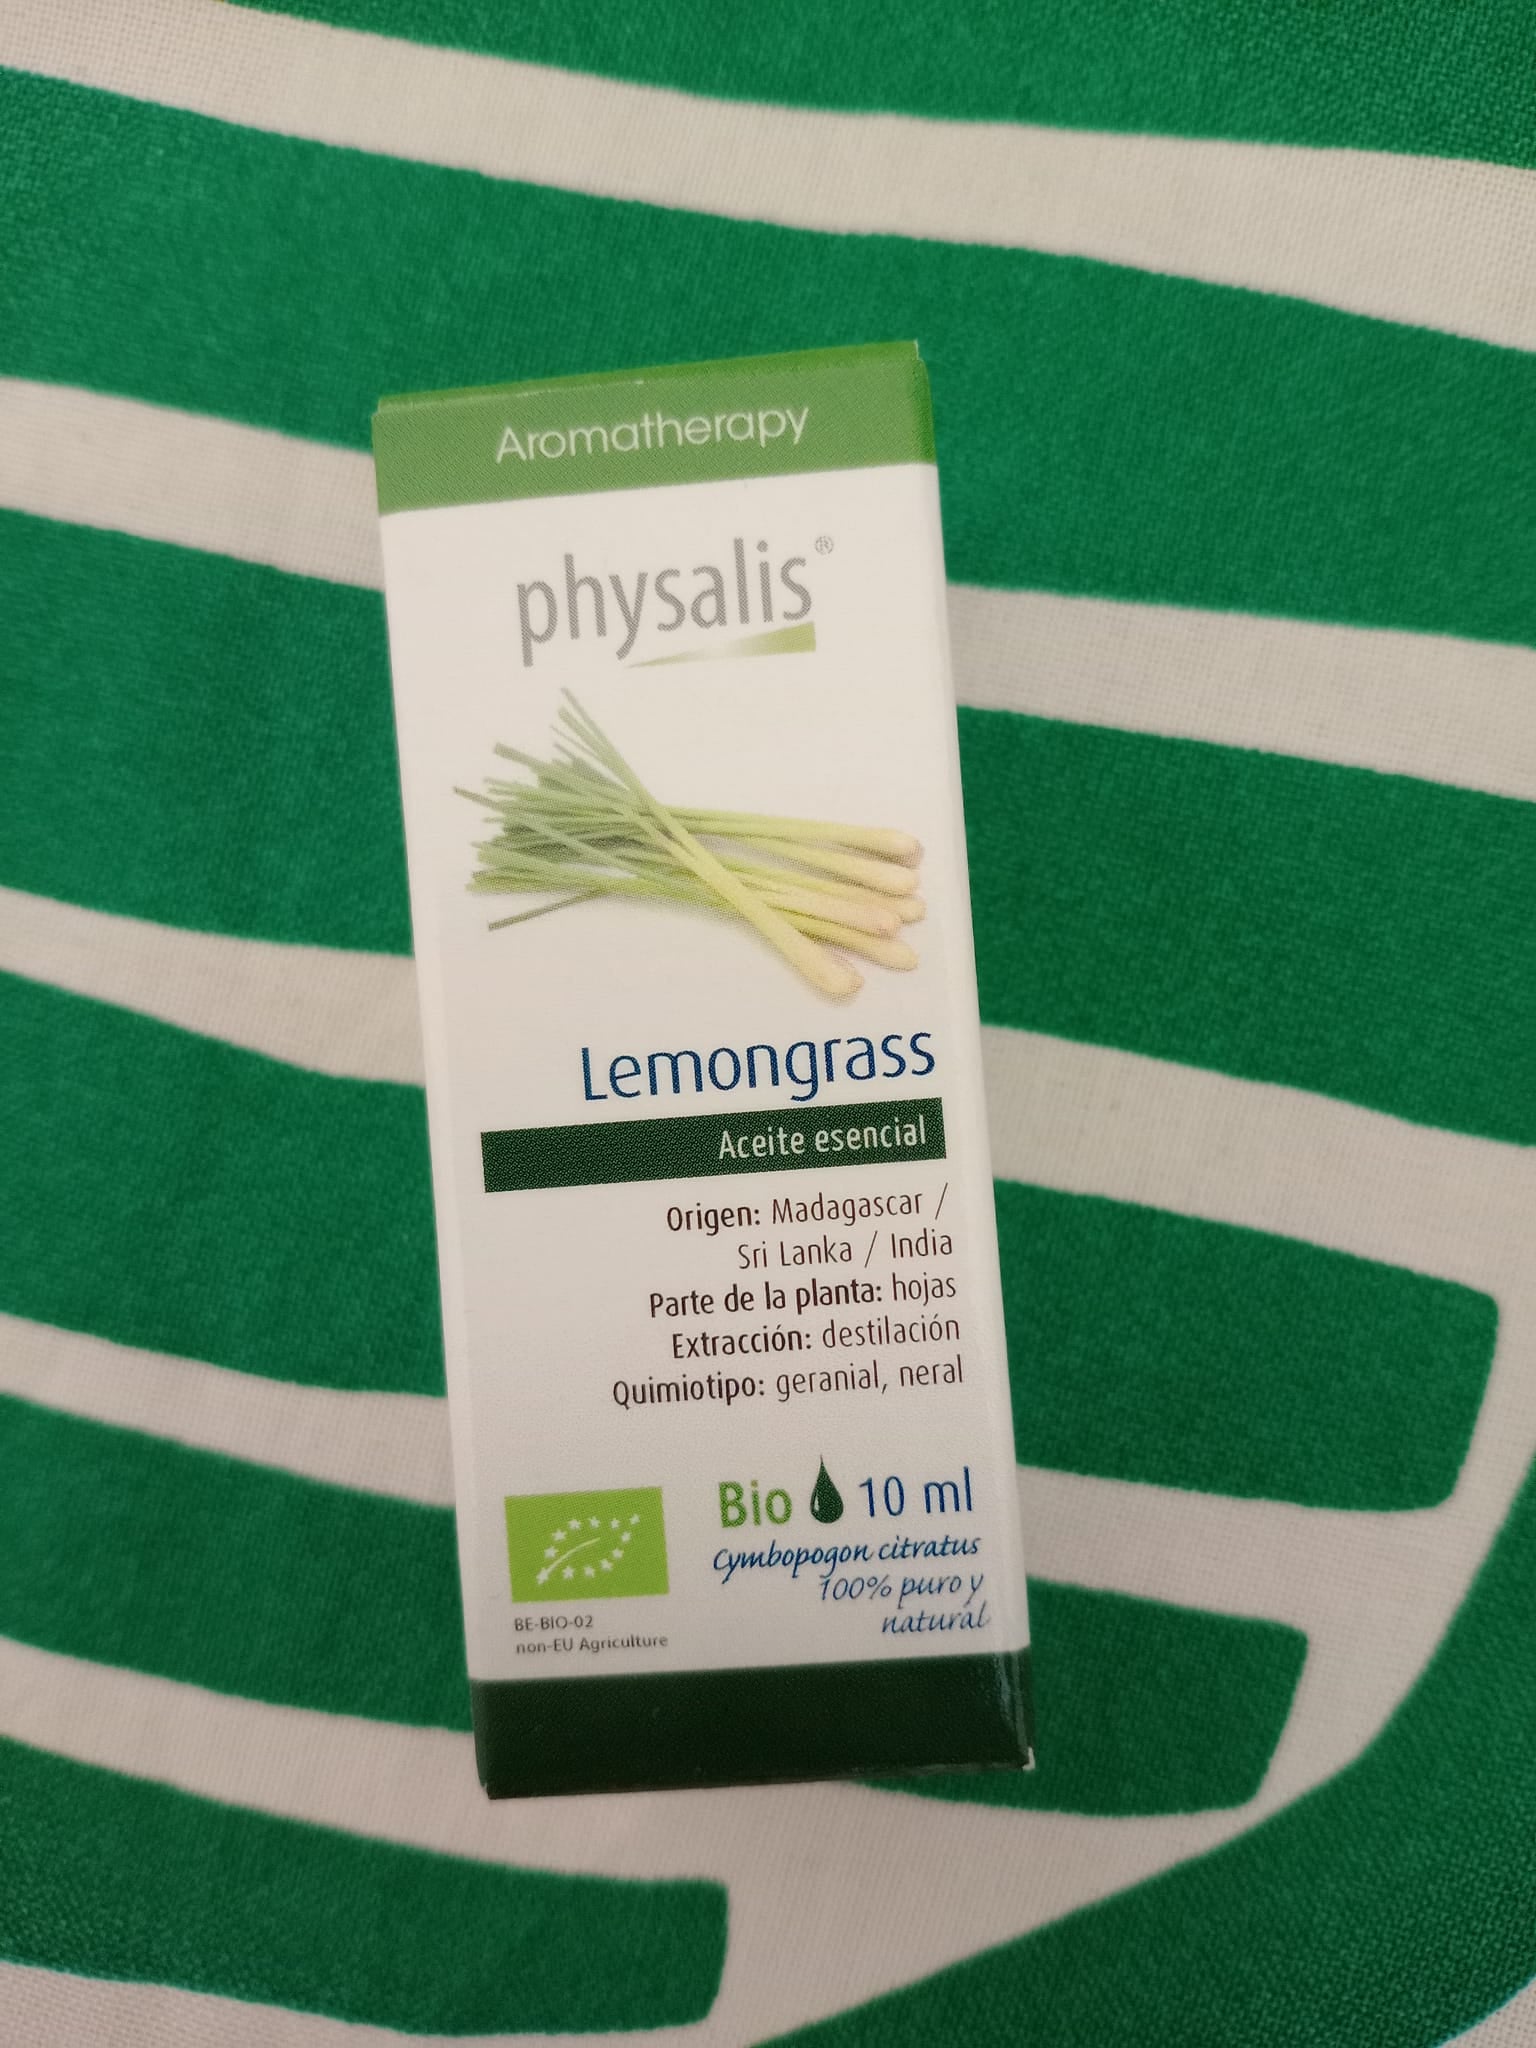 Aromatherapy
physalis®
Lemongrass
Aceite esencial
Origen: Madagascar /
Sri Lanka / India
Parte de la planta: hojas
Extracción: destilación
Quimiotipo: geranial, neral
Bio 10 ml
Cymbopogon citratus
100% puro y
natural
BE-BIO-02
non-EU Agriculture